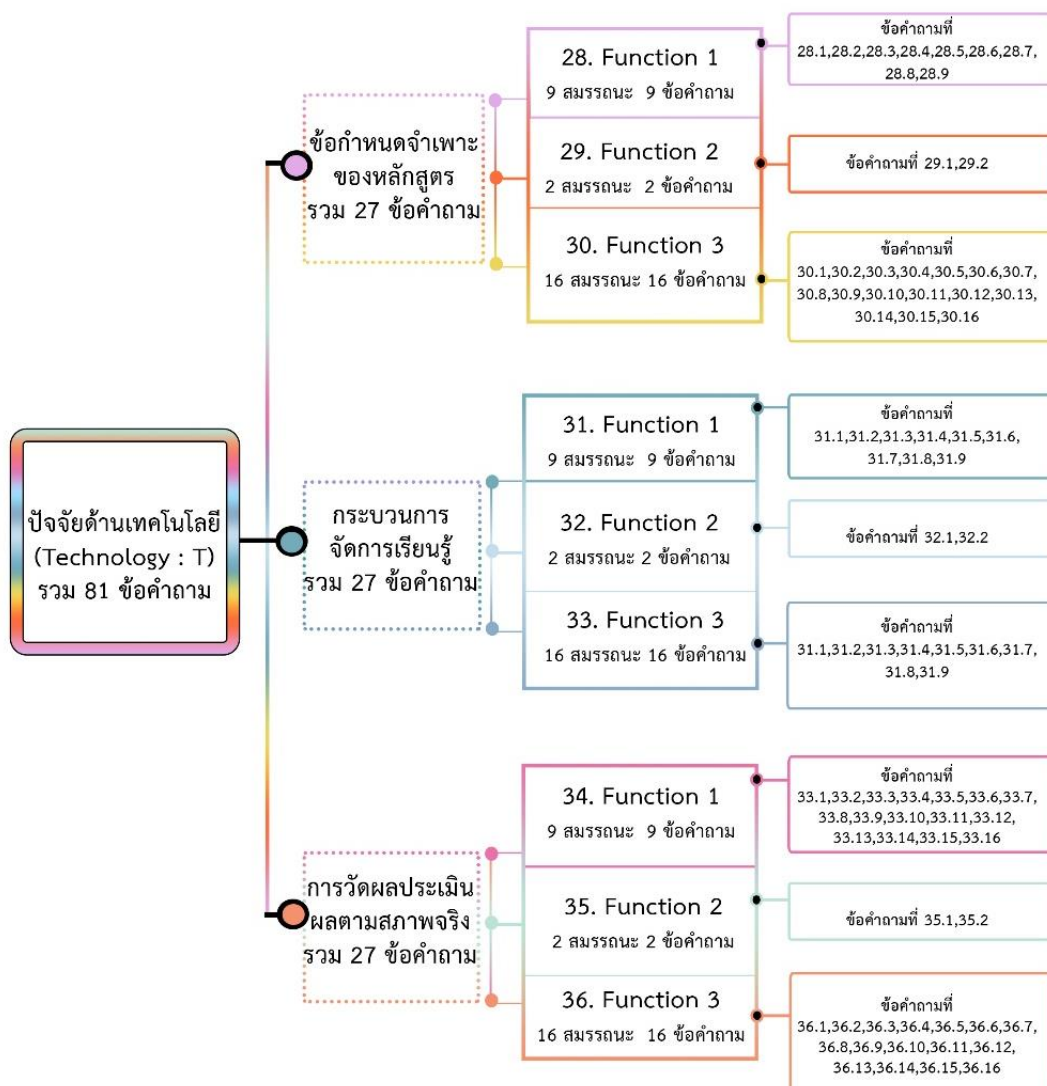 ปัจจัยด้านเทคโนโลยี
(Technology : T)
รวม 81 ข้อคำถาม
ข้อกำหนดจำเพาะ
ของหลักสูตร
รวม 27 ข้อคำถาม
28. Function 1
9 สมรรถนะ 9 ข้อคำถาม
ข้อคำถามที่
28.1,28.2,28.3,28.4,28.5,28.6,28.7,
28.8,28.9
29. Function 2
2 สมรรถนะ 2 ข้อคำถาม
ข้อคำถามที่ 29.1,29.2
30. Function 3
16 สมรรถนะ 16 ข้อคำถาม
ข้อคำถามที่
30.1,30.2,30.3,30.4,30.5,30.6,30.7,
30.8,30.9,30.10,30.11,30.12,30.13,
30.14,30.15,30.16
กระบวนการ
จัดการเรียนรู้
รวม 27 ข้อคำถาม
31. Function 1
9 สมรรถนะ 9 ข้อคำถาม
ข้อคำถามที่
31.1,31.2,31.3,31.4,31.5,31.6,
31.7,31.8,31.9
32. Function 2
2 สมรรถนะ 2 ข้อคำถาม
ข้อคำถามที่ 32.1,32.2
33. Function 3
16 สมรรถนะ 16 ข้อคำถาม
ข้อคำถามที่
31.1,31.2,31.3,31.4,31.5,31.6,31.7,
31.8,31.9
การวัดผลประเมิน
ผลตามสภาพจริง
รวม 27 ข้อคำถาม
34. Function 1
9 สมรรถนะ 9 ข้อคำถาม
ข้อคำถามที่
33.1,33.2,33.3,33.4,33.5,33.6,33.7,
33.8,33.9,33.10,33.11,33.12,
33.13,33.14,33.15,33.16
35. Function 2
2 สมรรถนะ 2 ข้อคำถาม
ข้อคำถามที่ 35.1,35.2
36. Function 3
16 สมรรถนะ 16 ข้อคำถาม
ข้อคำถามที่
36.1,36.2,36.3,36.4,36.5,36.6,36.7,
36.8,36.9,36.10,36.11,36.12,
36.13,36.14,36.15,36.16